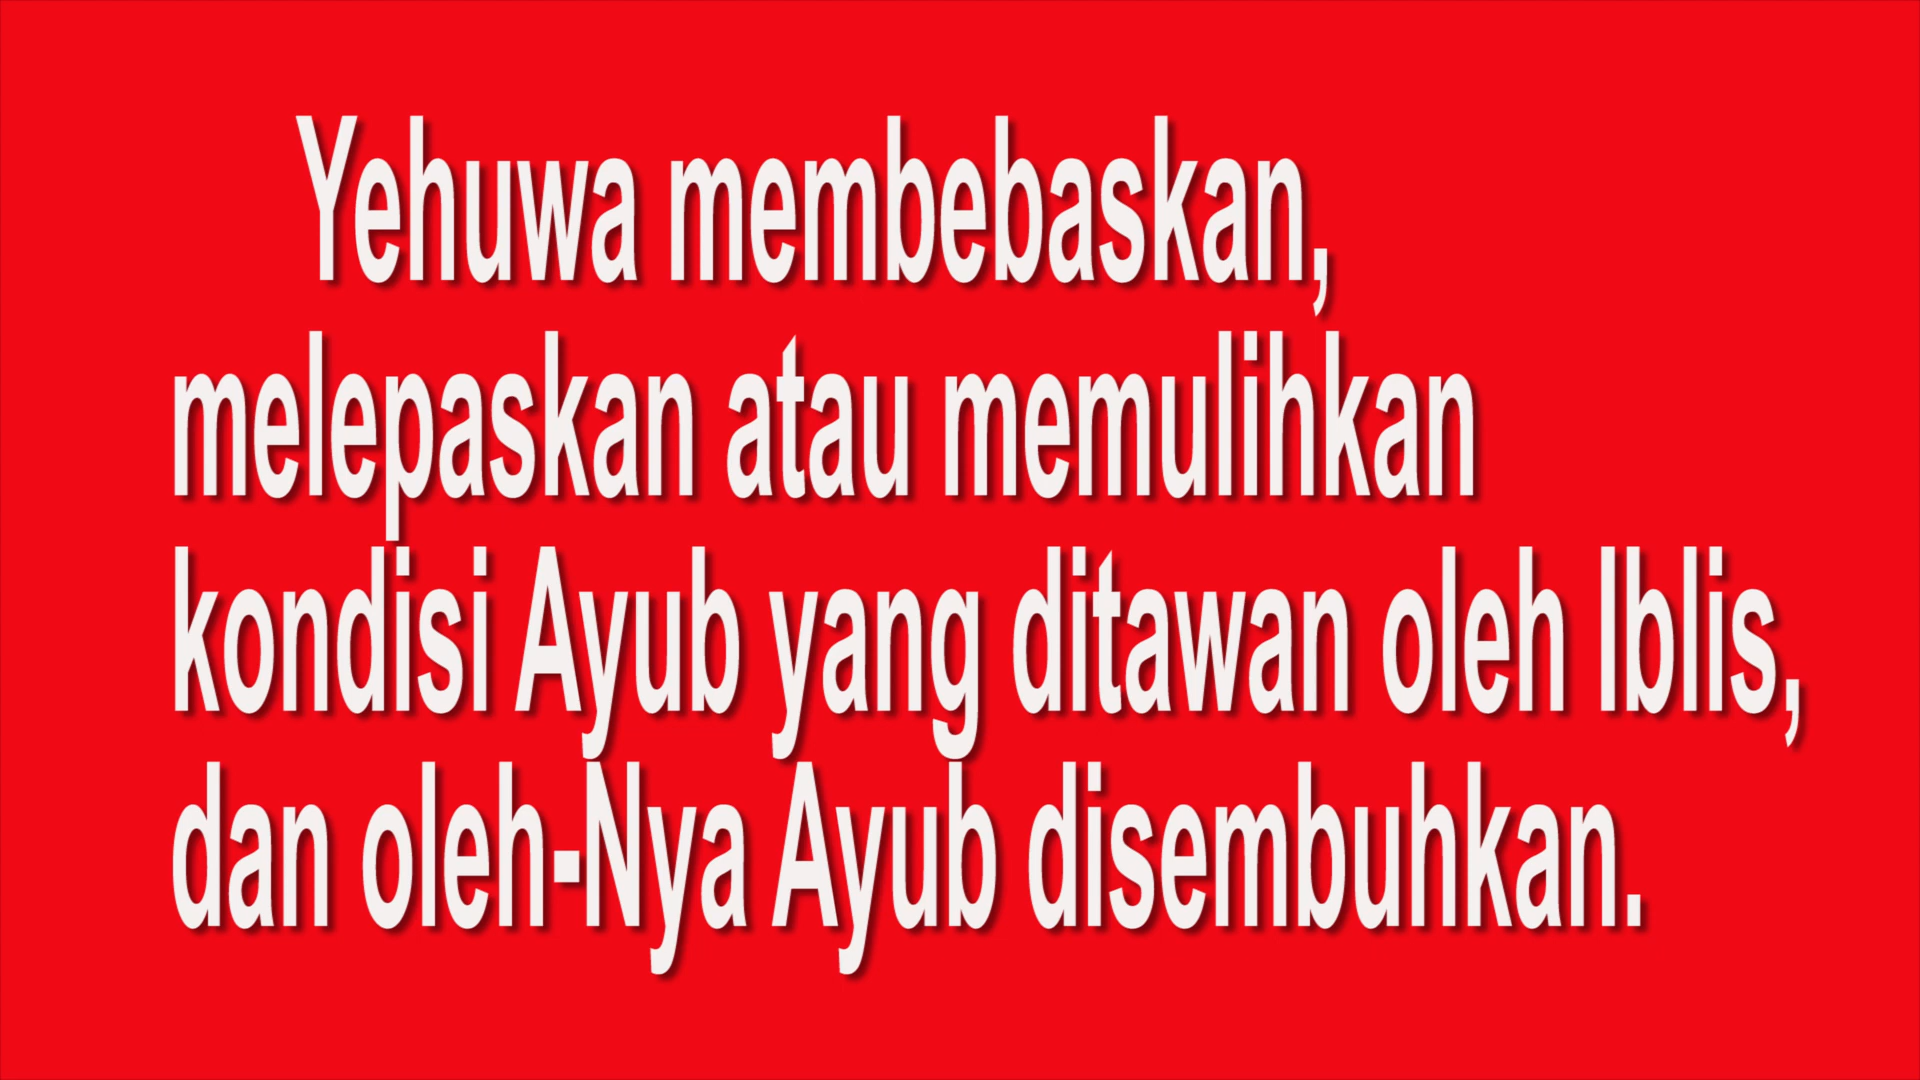 Yehuwa membebaskan,
melepaskan atau memulihkan
kondisi Ayub yang ditawan oleh Iblis,
dan oleh-Nya Ayub disembuhkan.